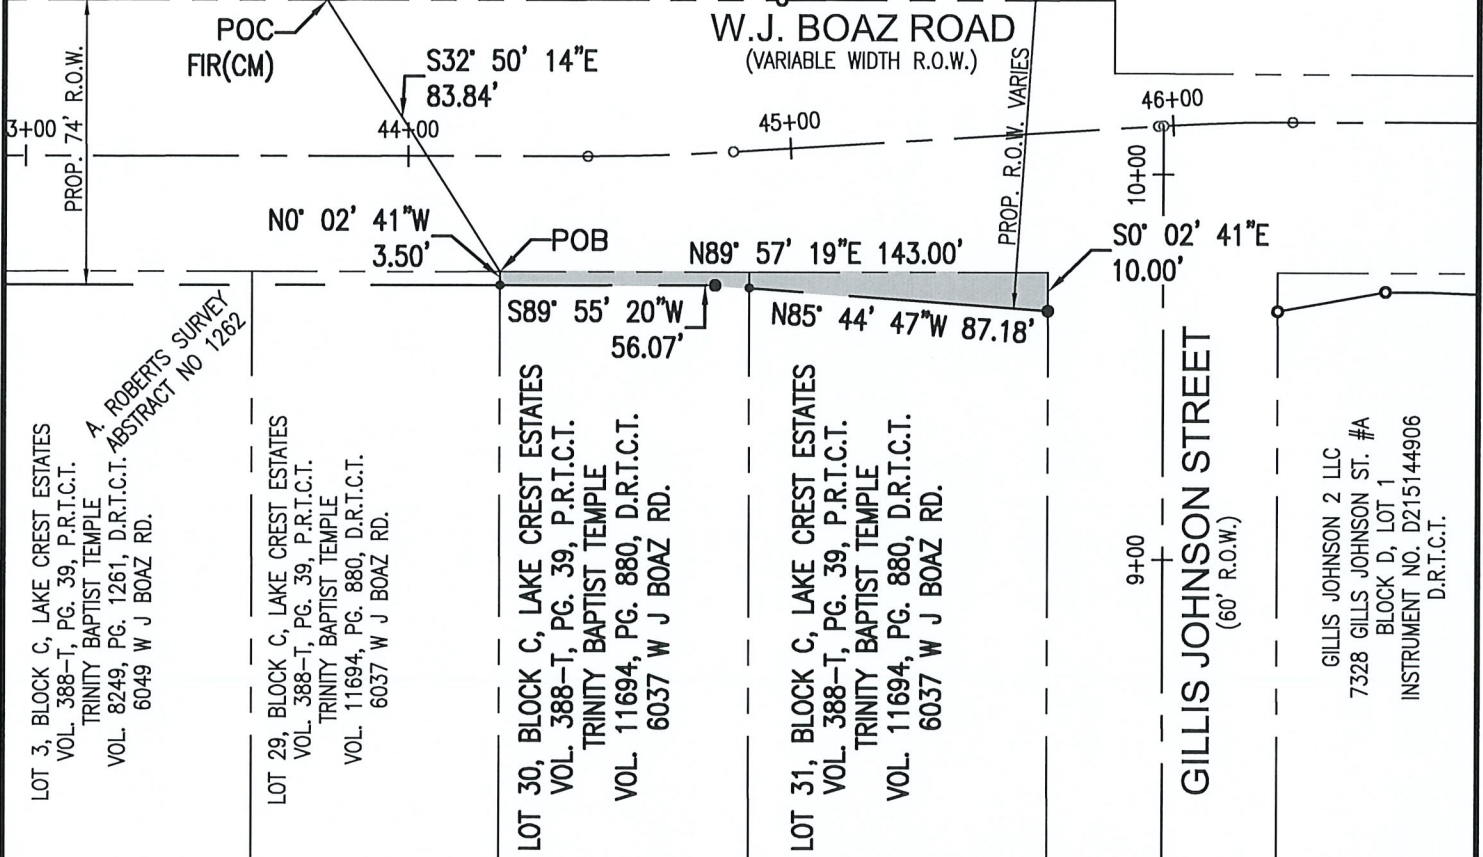 POC
FIR(CM)
W.J. BOAZ ROAD
(VARIABLE WIDTH R.O.W.)
S32° 50' 14"E
83.84'
PROP. 74' R.O.W.
3+00
44+00
45+00
46+00
PROP. R.O.W. VARIES
10+00
N0° 02' 41"W
3.50'
POB
N89° 57' 19"E 143.00'
S0° 02' 41"E
10.00'
S89° 55' 20"W
56.07'
N85° 44' 47"W 87.18'
A. ROBERTS SURVEY
ABSTRACT NO 1262
LOT 3, BLOCK C, LAKE CREST ESTATES
VOL. 388-T, PG. 39, P.R.T.C.T.
TRINITY BAPTIST TEMPLE
VOL. 8249, PG. 1261, D.R.T.C.T.
6049 W J BOAZ RD.
LOT 29, BLOCK C, LAKE CREST ESTATES
VOL. 388-T, PG. 39, P.R.T.C.T.
TRINITY BAPTIST TEMPLE
VOL. 11694, PG. 880, D.R.T.C.T.
6037 W J BOAZ RD.
LOT 30, BLOCK C, LAKE CREST ESTATES
VOL. 388-T, PG. 39, P.R.T.C.T.
TRINITY BAPTIST TEMPLE
VOL. 11694, PG. 880, D.R.T.C.T.
6037 W J BOAZ RD.
LOT 31, BLOCK C, LAKE CREST ESTATES
VOL. 388-T, PG. 39, P.R.T.C.T.
TRINITY BAPTIST TEMPLE
VOL. 11694, PG. 880, D.R.T.C.T.
6037 W J BOAZ RD.
9+00
GILLIS JOHNSON STREET
(60' R.O.W.)
GILLIS JOHNSON 2 LLC
7328 GILLS JOHNSON ST. #A
BLOCK D, LOT 1
INSTRUMENT NO. D215144906
D.R.T.C.T.